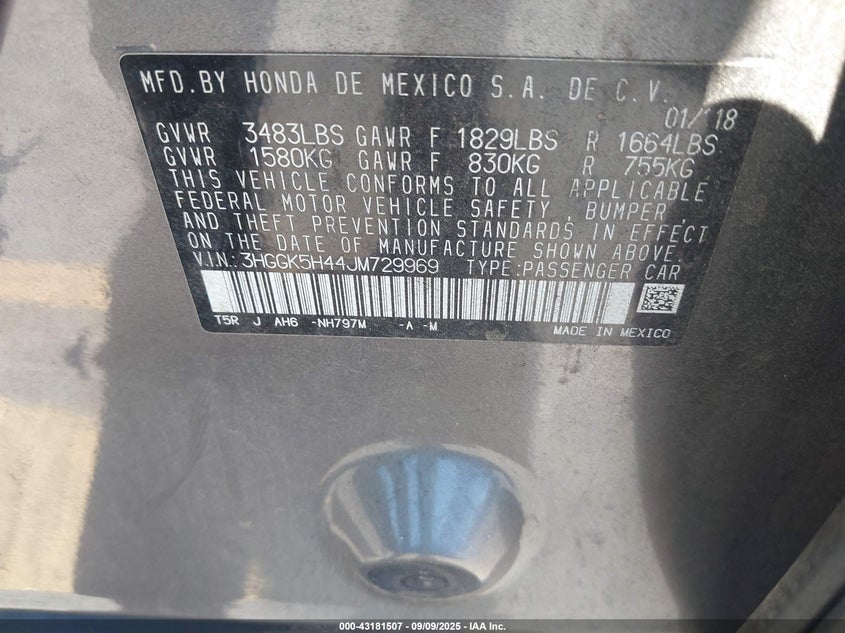 MFD.BY HONDA DE MEXICO S.A. DE C.V.
01/18
GVWR 3483LBS GAWR F 1829LBS R 1664LBS
GVWR 1580KG GAWR F 830KG R 755KG
THIS VEHICLE CONFORMS TO ALL APPLICABLE
FEDERAL MOTOR VEHICLE SAFETY, BUMPER,
AND THEFT PREVENTION STANDARDS IN EFFECT
ON THE DATE OF MANUFACTURE SHOWN ABOVE.
V.I.N.:3HGGK5H44JM729969 TYPE:PASSENGER CAR
T5R J AH6 -NH797M -A -M
MADE IN MEXICO
000-43181507 - 09/09/2025 - IAA Inc.